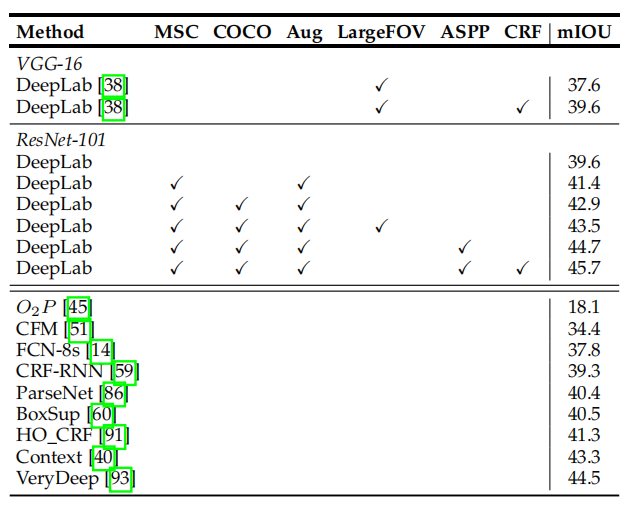 Method MSC COCO Aug LargeFOV ASPP CRF mIOU
VGG-16
DeepLab [38] ✓ 37.6
DeepLab [38] ✓ ✓ 39.6
ResNet-101
DeepLab 39.6
DeepLab ✓ ✓ 41.4
DeepLab ✓ ✓ ✓ 42.9
DeepLab ✓ ✓ ✓ ✓ 43.5
DeepLab ✓ ✓ ✓ ✓ 44.7
DeepLab ✓ ✓ ✓ ✓ ✓ 45.7
O₂P [45] 18.1
CFM [51] 34.4
FCN-8s [14] 37.8
CRF-RNN [59] 39.3
ParseNet [86] 40.4
BoxSup [60] 40.5
HO_CRF [91] 41.3
Context [40] 43.3
VeryDeep [93] 44.5